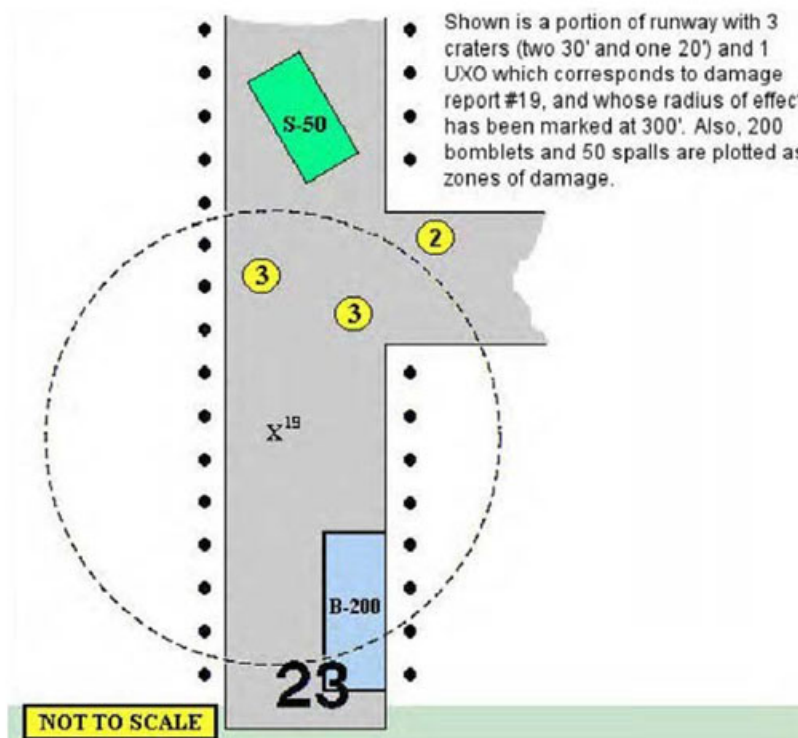 Shown is a portion of runway with 3
craters (two 30' and one 20') and 1
UXO which corresponds to damage
report #19, and whose radius of effect
has been marked at 300'. Also, 200
bomblets and 50 spalls are plotted as
zones of damage.
S-50
2
3
3
X19
B-200
23
NOT TO SCALE